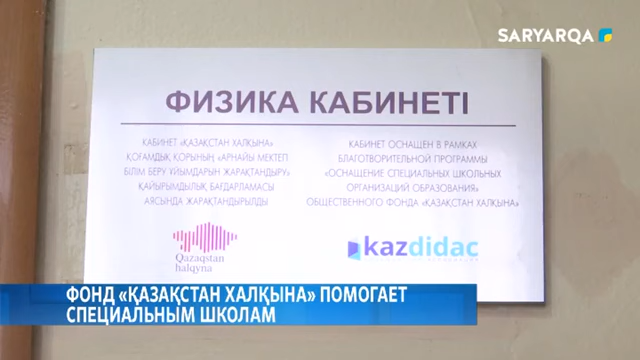 SARYARQA
ФИЗИКА КАБИНЕТІ
КАБИНЕТ «ҚАЗАҚСТАН ХАЛҚЫНА»
ҚОҒАМДЫҚ ҚОРЫНЫҢ «АРНАЙЫ МЕКТЕП
БІЛІМ БЕРУ ҰЙЫМДАРЫН ЖАРАҚТАНДЫРУ»
ҚАЙЫРЫМДЫЛЫҚ БАҒДАРЛАМАСЫ
АЯСЫНДА ЖАРАҚТАНДЫРЫЛДЫ
КАБИНЕТ ОСНАЩЕН В РАМКАХ
БЛАГОТВОРИТЕЛЬНОЙ ПРОГРАММЫ
«ОСНАЩЕНИЕ СПЕЦИАЛЬНЫХ ШКОЛЬНЫХ
ОРГАНИЗАЦИЙ ОБРАЗОВАНИЯ»
ОБЩЕСТВЕННОГО ФОНДА «ҚАЗАҚСТАН ХАЛҚЫНА»
Qazaqstan
halqyna
kazdidac
ФОНД «ҚАЗАҚСТАН ХАЛҚЫНА» ПОМОГАЕТ
СПЕЦИАЛЬНЫМ ШКОЛАМ